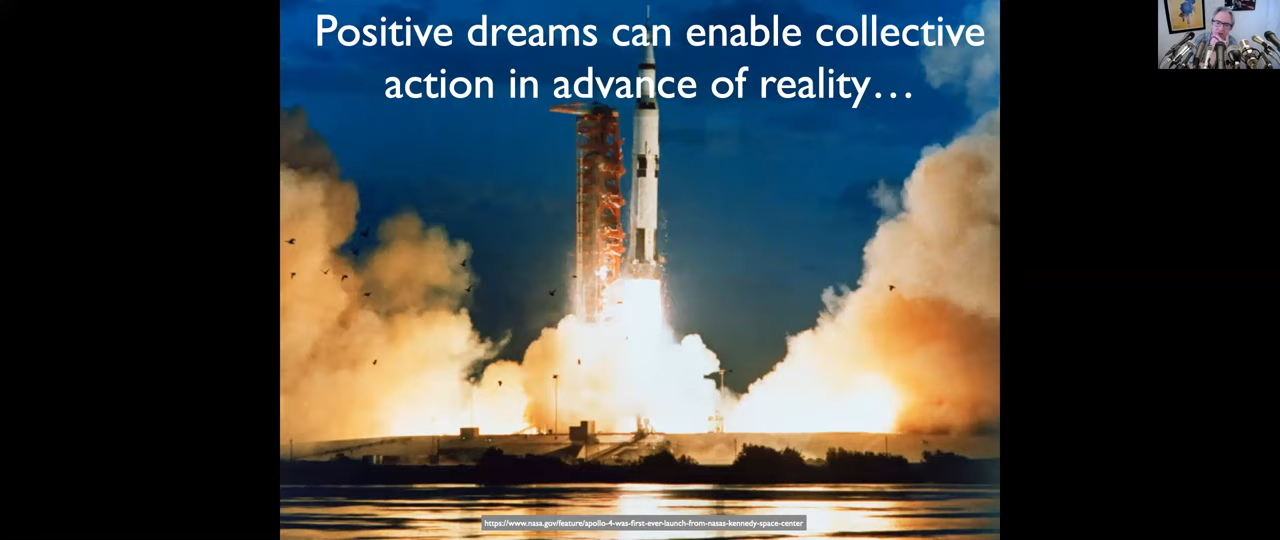 Positive dreams can enable collective
action in advance of reality…
https://www.nasa.gov/feature/apollo-4-was-first-ever-launch-from-nasas-kennedy-space-center